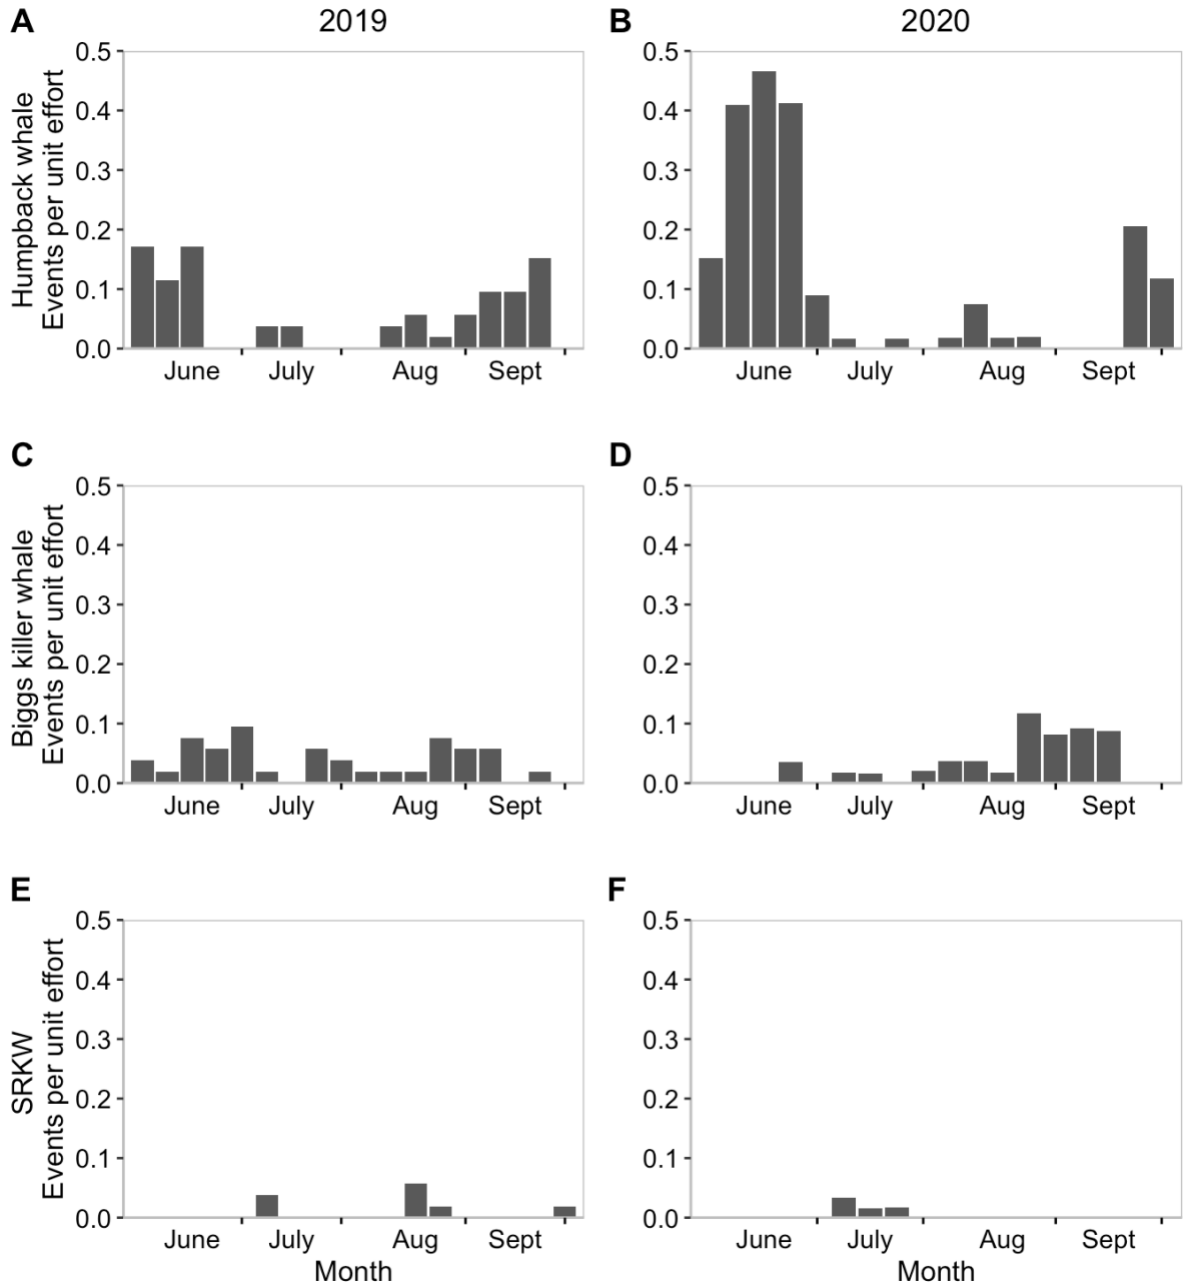 A
2019
B
2020
Humpback whale
Events per unit effort
0.5
0.4
0.3
0.2
0.1
0.0
June July Aug Sept
0.5
0.4
0.3
0.2
0.1
0.0
June July Aug Sept
C
D
Biggs killer whale
Events per unit effort
0.5
0.4
0.3
0.2
0.1
0.0
June July Aug Sept
0.5
0.4
0.3
0.2
0.1
0.0
June July Aug Sept
E
F
SRKW
Events per unit effort
0.5
0.4
0.3
0.2
0.1
0.0
June July Aug Sept
Month
0.5
0.4
0.3
0.2
0.1
0.0
June July Aug Sept
Month